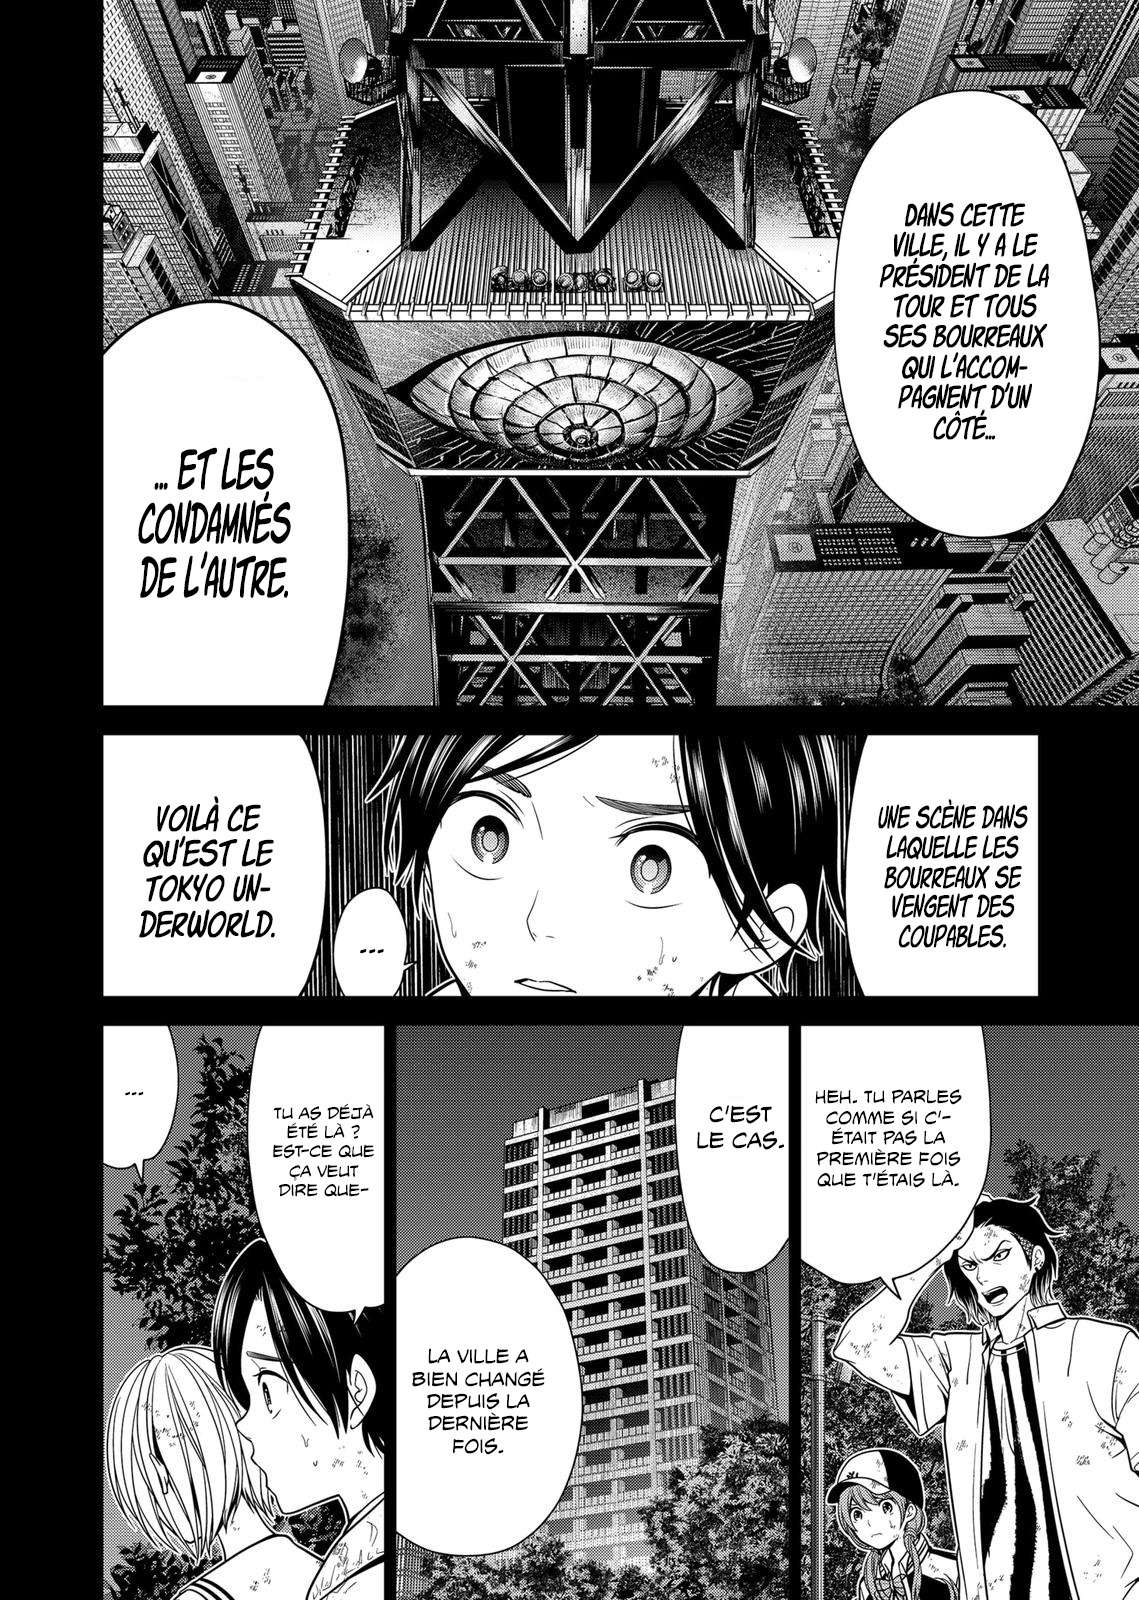 DANS CETTE
VILLE, IL Y A LE
PRÉSIDENT DE LA
TOUR ET TOUS
SES BOURREAUX
QUI L'ACCOM-
PAGNENT D'UN
CÔTÉ...
... ET LES
CONDAMNÉS
DE L'AUTRE.
UNE SCÈNE DANS
LAQUELLE LES
BOURREAUX SE
VENGENT DES
COUPABLES.
...
VOILÀ CE
QU'EST LE
TOKYO UN-
DERWORLD.
HEH. TU PARLES
COMME SI C'-
ÉTAIT PAS LA
PREMIÈRE FOIS
QUE T'ÉTAIS LÀ.
C'EST
LE CAS.
LA VILLE A
BIEN CHANGÉ
DEPUIS LA
DERNIÈRE
FOIS.
TU AS DÉJÀ
ÉTÉ LÀ ?
EST-CE QUE
ÇA VEUT
DIRE QUE-
...